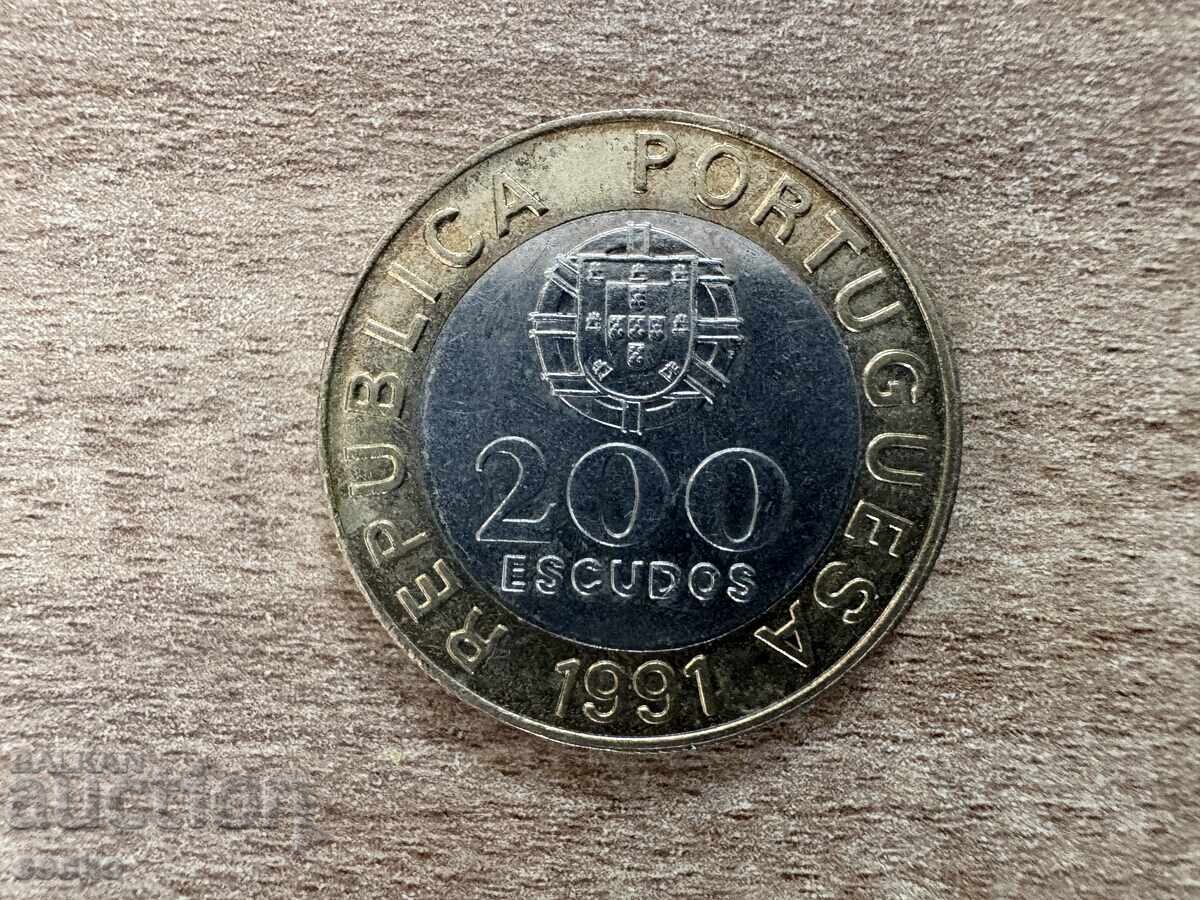 REPUBLICA PORTUGUESA
200
ESCUDOS
1991
BALKAN
auction